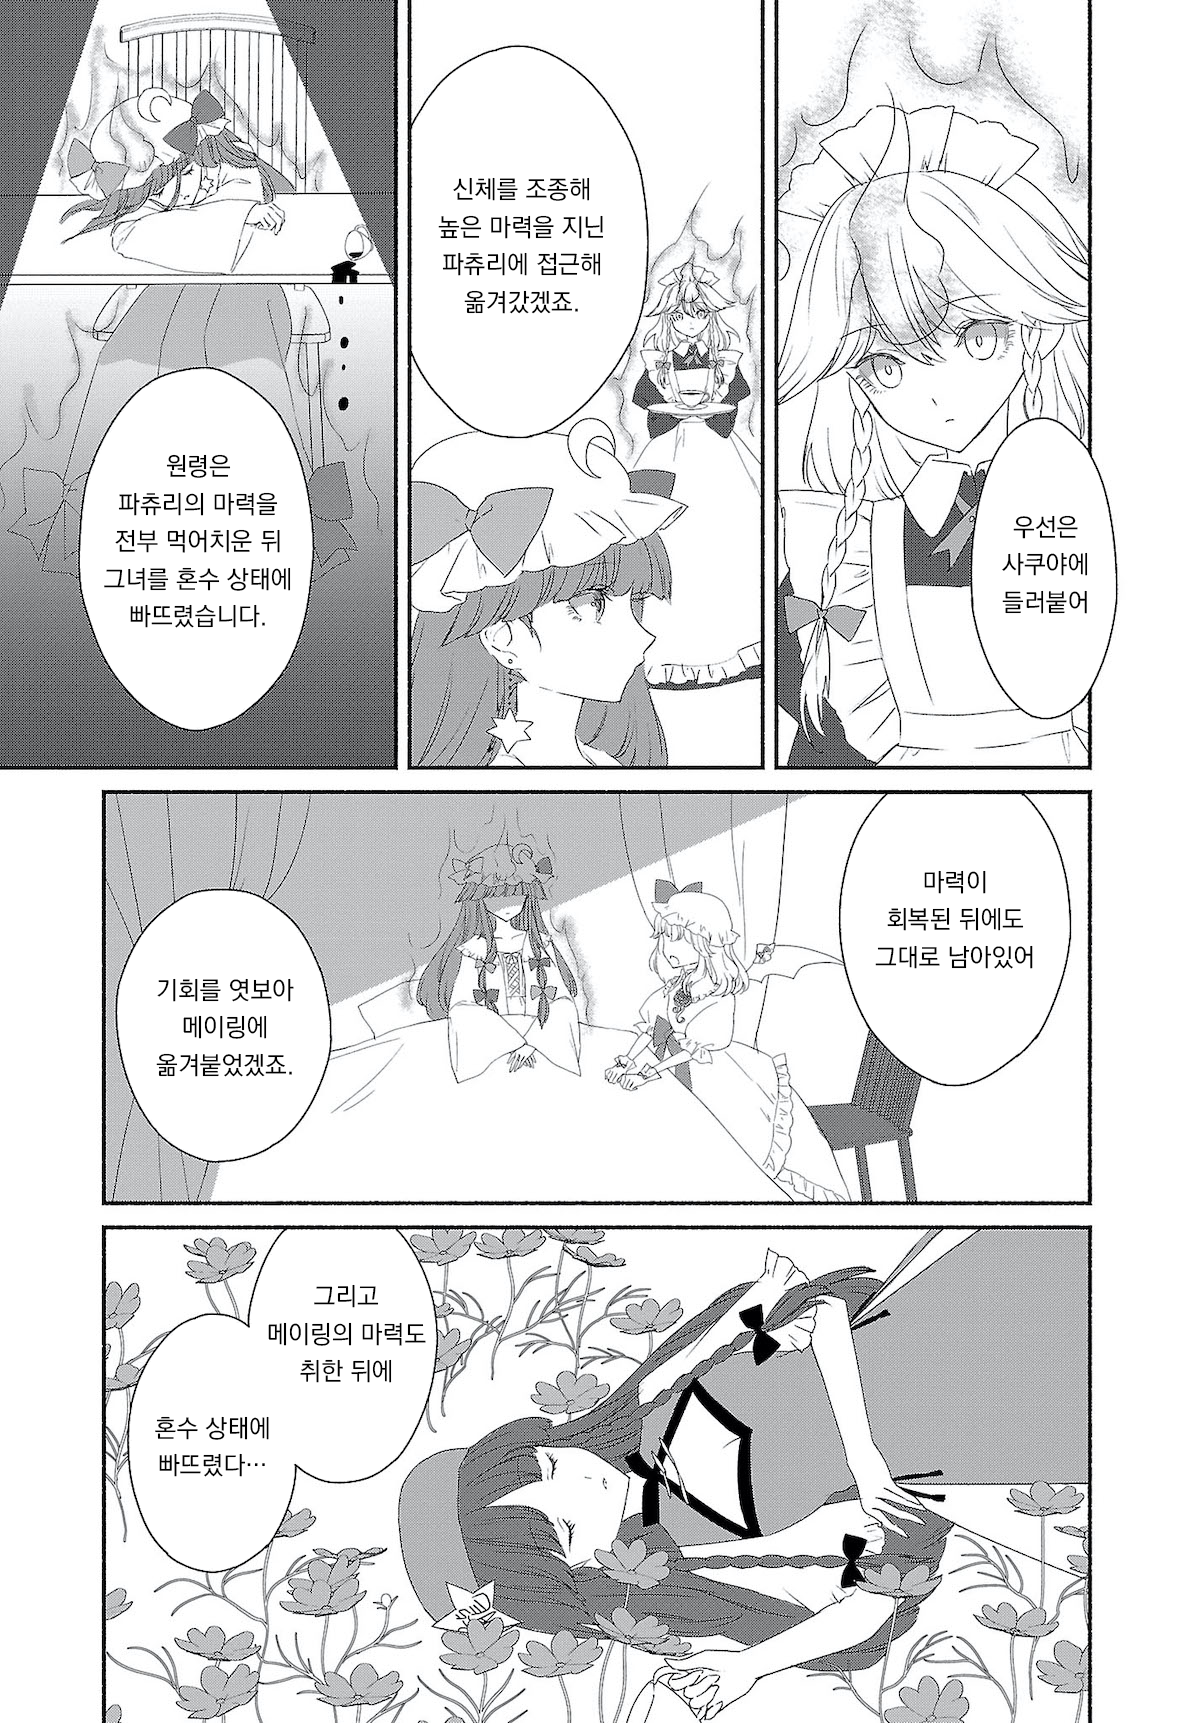 우선은
사쿠야에
들러붙어
신체를 조종해
높은 마력을 지닌
파츄리에 접근해
옮겨갔겠죠.
원령은
파츄리의 마력을
전부 먹어치운 뒤
그녀를 혼수 상태에
빠뜨렸습니다.
마력이
회복된 뒤에도
그대로 남아있어
기회를 엿보아
메이링에
옮겨붙었겠죠.
그리고
메이링의 마력도
취한 뒤에
혼수 상태에
빠뜨렸다…